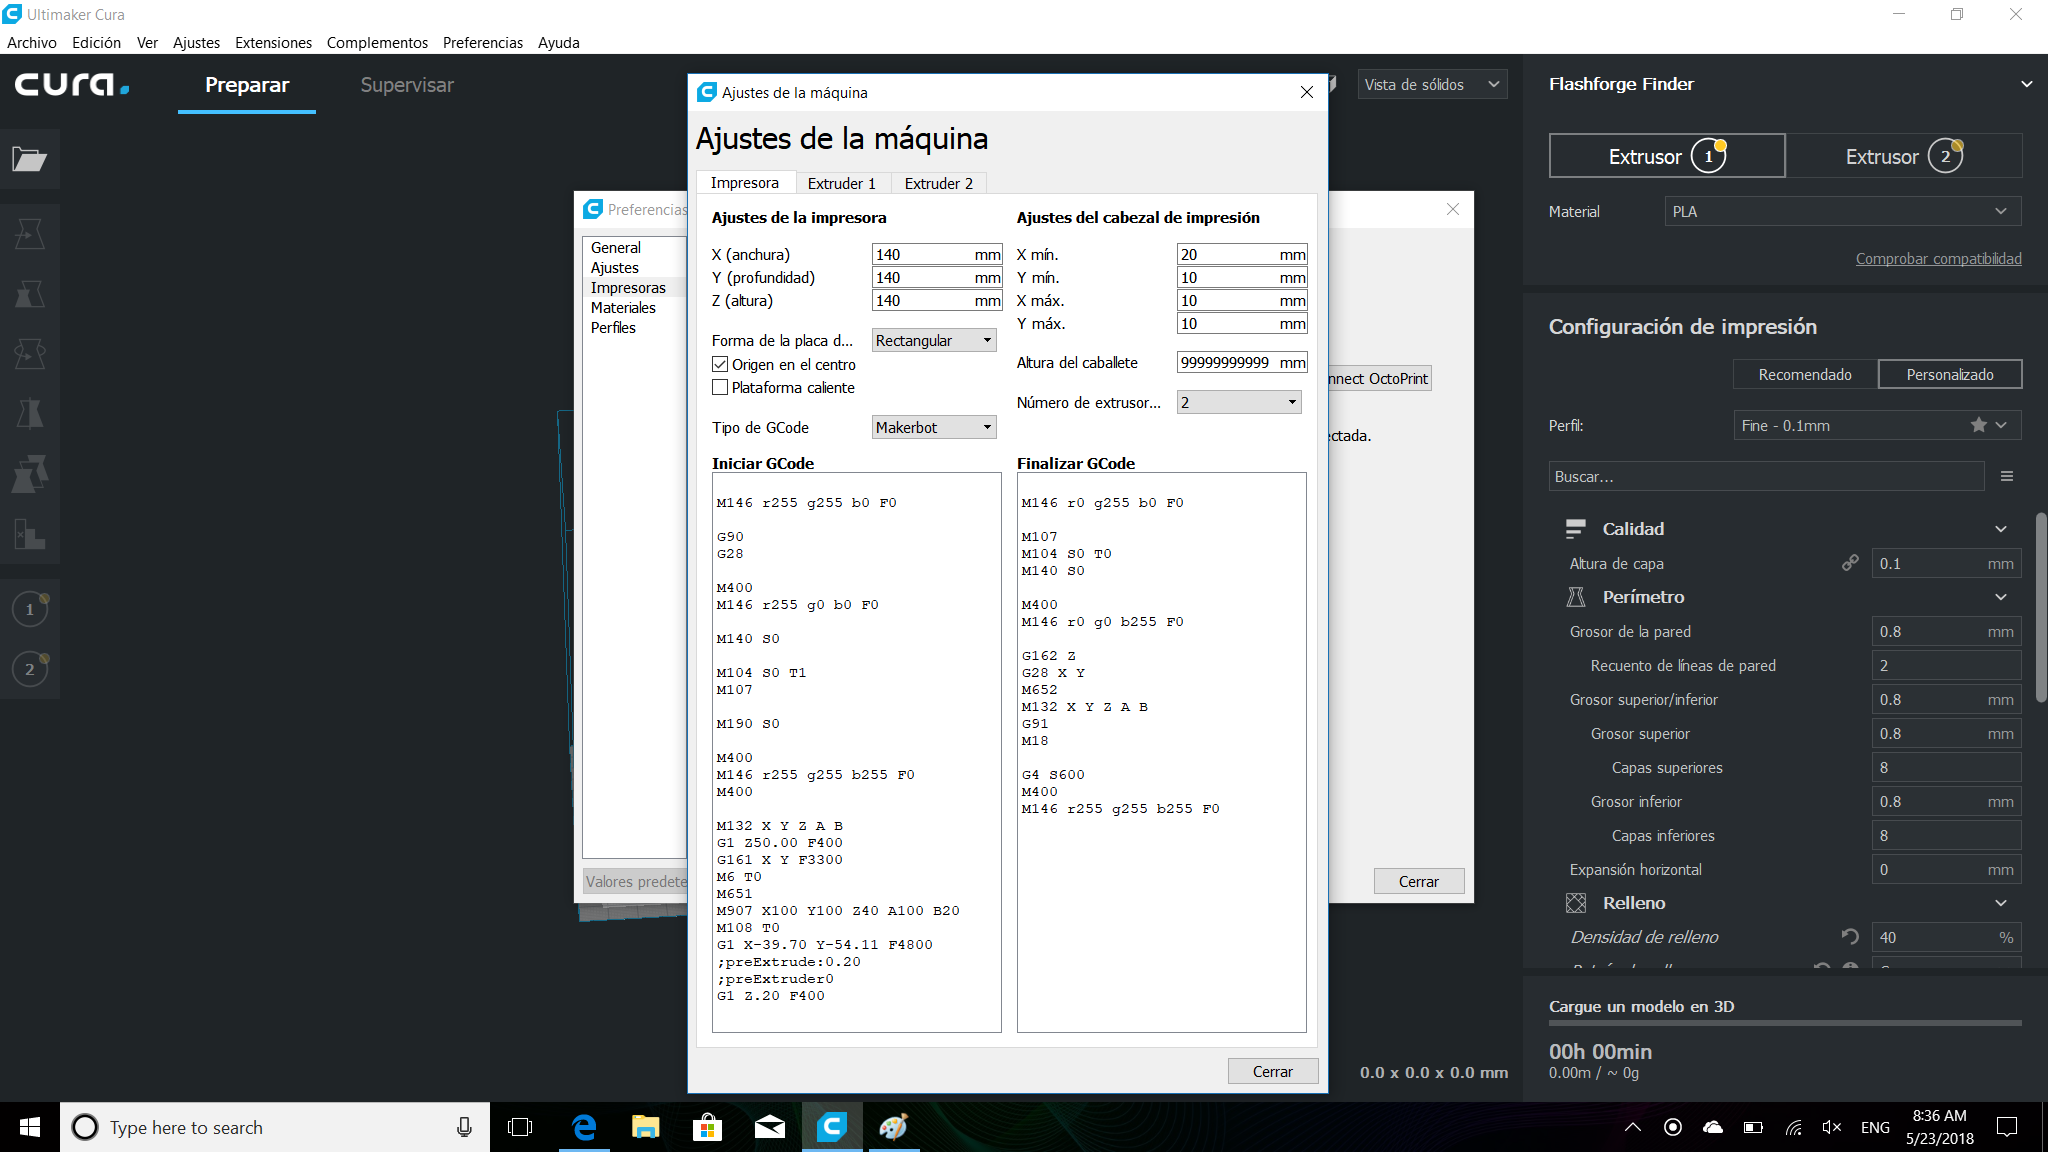 Ultimaker Cura
Archivo Edición Ver Ajustes Extensiones Complementos Preferencias Ayuda
cura.
Preparar
Supervisar
Vista de sólidos
Ajustes de la máquina
Ajustes de la máquina
Impresora Extruder 1 Extruder 2
Ajustes de la impresora
X (anchura) 140 mm
Y (profundidad) 140 mm
Z (altura) 140 mm
Forma de la placa d... Rectangular
Origen en el centro
Plataforma caliente
Tipo de GCode Makerbot
Ajustes del cabezal de impresión
X mín. 20 mm
Y mín. 10 mm
X máx. 10 mm
Y máx. 10 mm
Altura del caballete 99999999999 mm
Número de extrusor... 2
Iniciar GCode
M146 r255 g255 b0 F0
G90
G28
M400
M146 r255 g0 b0 F0
M140 S0
M104 S0 T1
M107
M190 S0
M400
M146 r255 g255 b255 F0
M400
M132 X Y Z A B
G1 Z50.00 F400
G161 X Y F3300
M6 T0
M651
M907 X100 Y100 Z40 A100 B20
M108 T0
G1 X-39.70 Y-54.11 F4800
;preExtrude:0.20
;preExtruder0
G1 Z.20 F400
Finalizar GCode
M146 r0 g255 b0 F0
M107
M104 S0 T0
M140 S0
M400
M146 r0 g0 b255 F0
G162 Z
G28 X Y
M652
M132 X Y Z A B
G91
M18
G4 S600
M400
M146 r255 g255 b255 F0
Cerrar
Preferencias
General
Ajustes
Impresoras
Materiales
Perfiles
Valores predete
nnect OctoPrint
ctada.
Cerrar
1
2
0.0 x 0.0 x 0.0 mm
Flashforge Finder
Extrusor 1 Extrusor 2
Material PLA
Comprobar compatibilidad
Configuración de impresión
Recomendado Personalizado
Perfil: Fine - 0.1mm
Buscar...
Calidad
Altura de capa 0.1 mm
Perímetro
Grosor de la pared 0.8 mm
Recuento de líneas de pared 2
Grosor superior/inferior 0.8 mm
Grosor superior 0.8 mm
Capas superiores 8
Grosor inferior 0.8 mm
Capas inferiores 8
Expansión horizontal 0 mm
Relleno
Densidad de relleno 40 %
Cargue un modelo en 3D
00h 00min
0.00m / ~ 0g
Type here to search
ENG
8:36 AM
5/23/2018